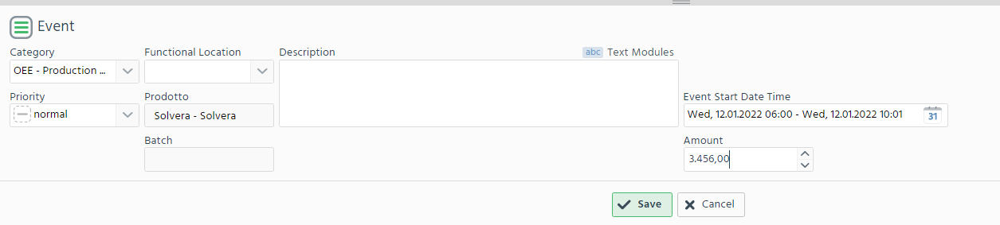 Event
Category
Functional Location
Description
abc Text Modules
OEE - Production ...
Priority
Prodotto
Event Start Date Time
normal
Solvera - Solvera
Wed, 12.01.2022 06:00 - Wed, 12.01.2022 10:01
31
Batch
Amount
3.456,00
Save
Cancel